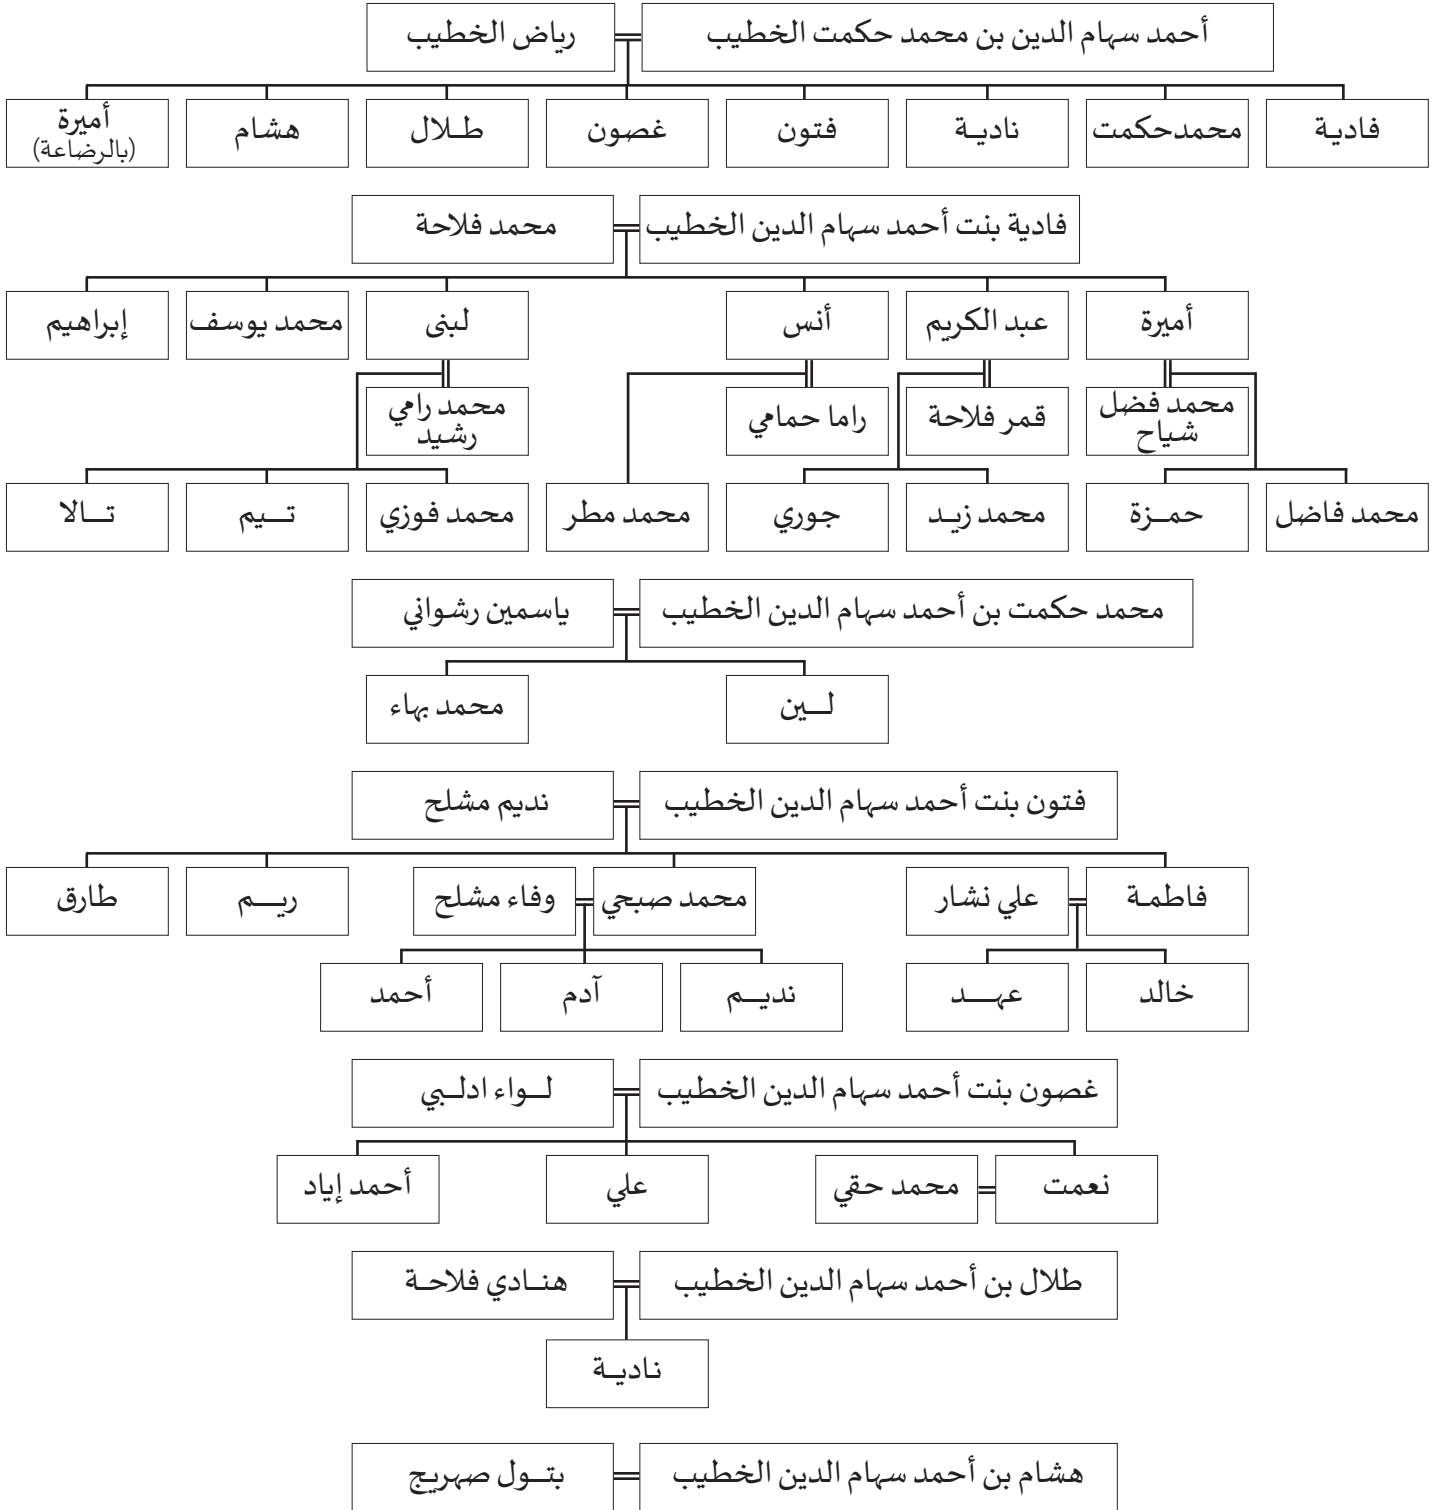 أحمد سهام الدين بن محمد حكمت الخطيب
رياض الخطيب
فادية
محمدحكمت
نادية
فتون
غصون
طلال
هشام
أميرة
(بالرضاعة)
فادية بنت أحمد سهام الدين الخطيب
محمد فلاحة
أميرة
عبد الكريم
أنس
لبنى
محمد يوسف
إبراهيم
محمد فضل
شياح
قمر فلاحة
راما حمامي
محمد رامي
رشيد
محمد فاضل
حمزة
محمد زيد
جوري
محمد مطر
محمد فوزي
تيم
تالا
محمد حكمت بن أحمد سهام الدين الخطيب
ياسمين رشواني
لين
محمد بهاء
فتون بنت أحمد سهام الدين الخطيب
نديم مشلح
فاطمة
علي نشار
محمد صبحي
وفاء مشلح
ريم
طارق
خالد
عهد
نديم
آدم
أحمد
غصون بنت أحمد سهام الدين الخطيب
لواء ادلبي
نعمت
محمد حقي
علي
أحمد إياد
طلال بن أحمد سهام الدين الخطيب
هنادي فلاحة
نادية
هشام بن أحمد سهام الدين الخطيب
بتول صهريج